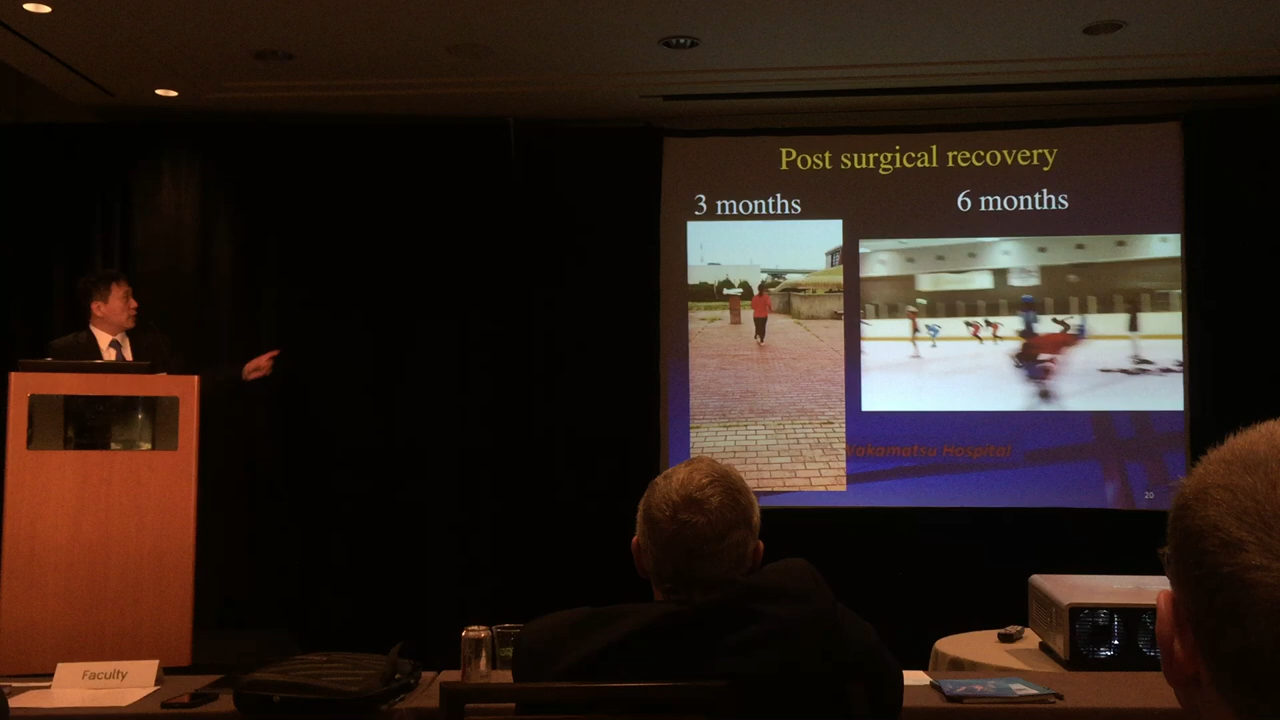 Post surgical recovery
3 months
6 months
Wakamatsu Hospital
20
Faculty